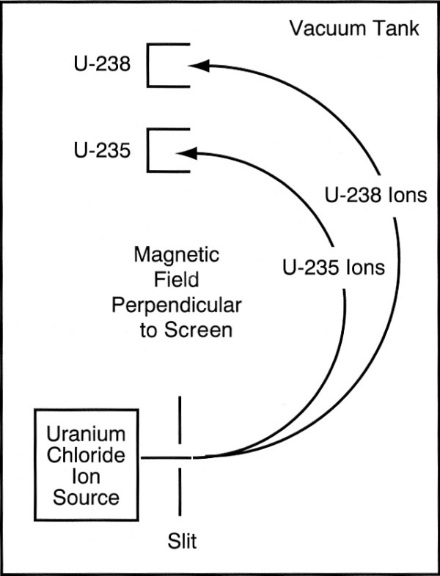 Vacuum Tank
U-238
U-235
U-238 Ions
U-235 Ions
Magnetic
Field
Perpendicular
to Screen
Uranium
Chloride
Ion
Source
Slit